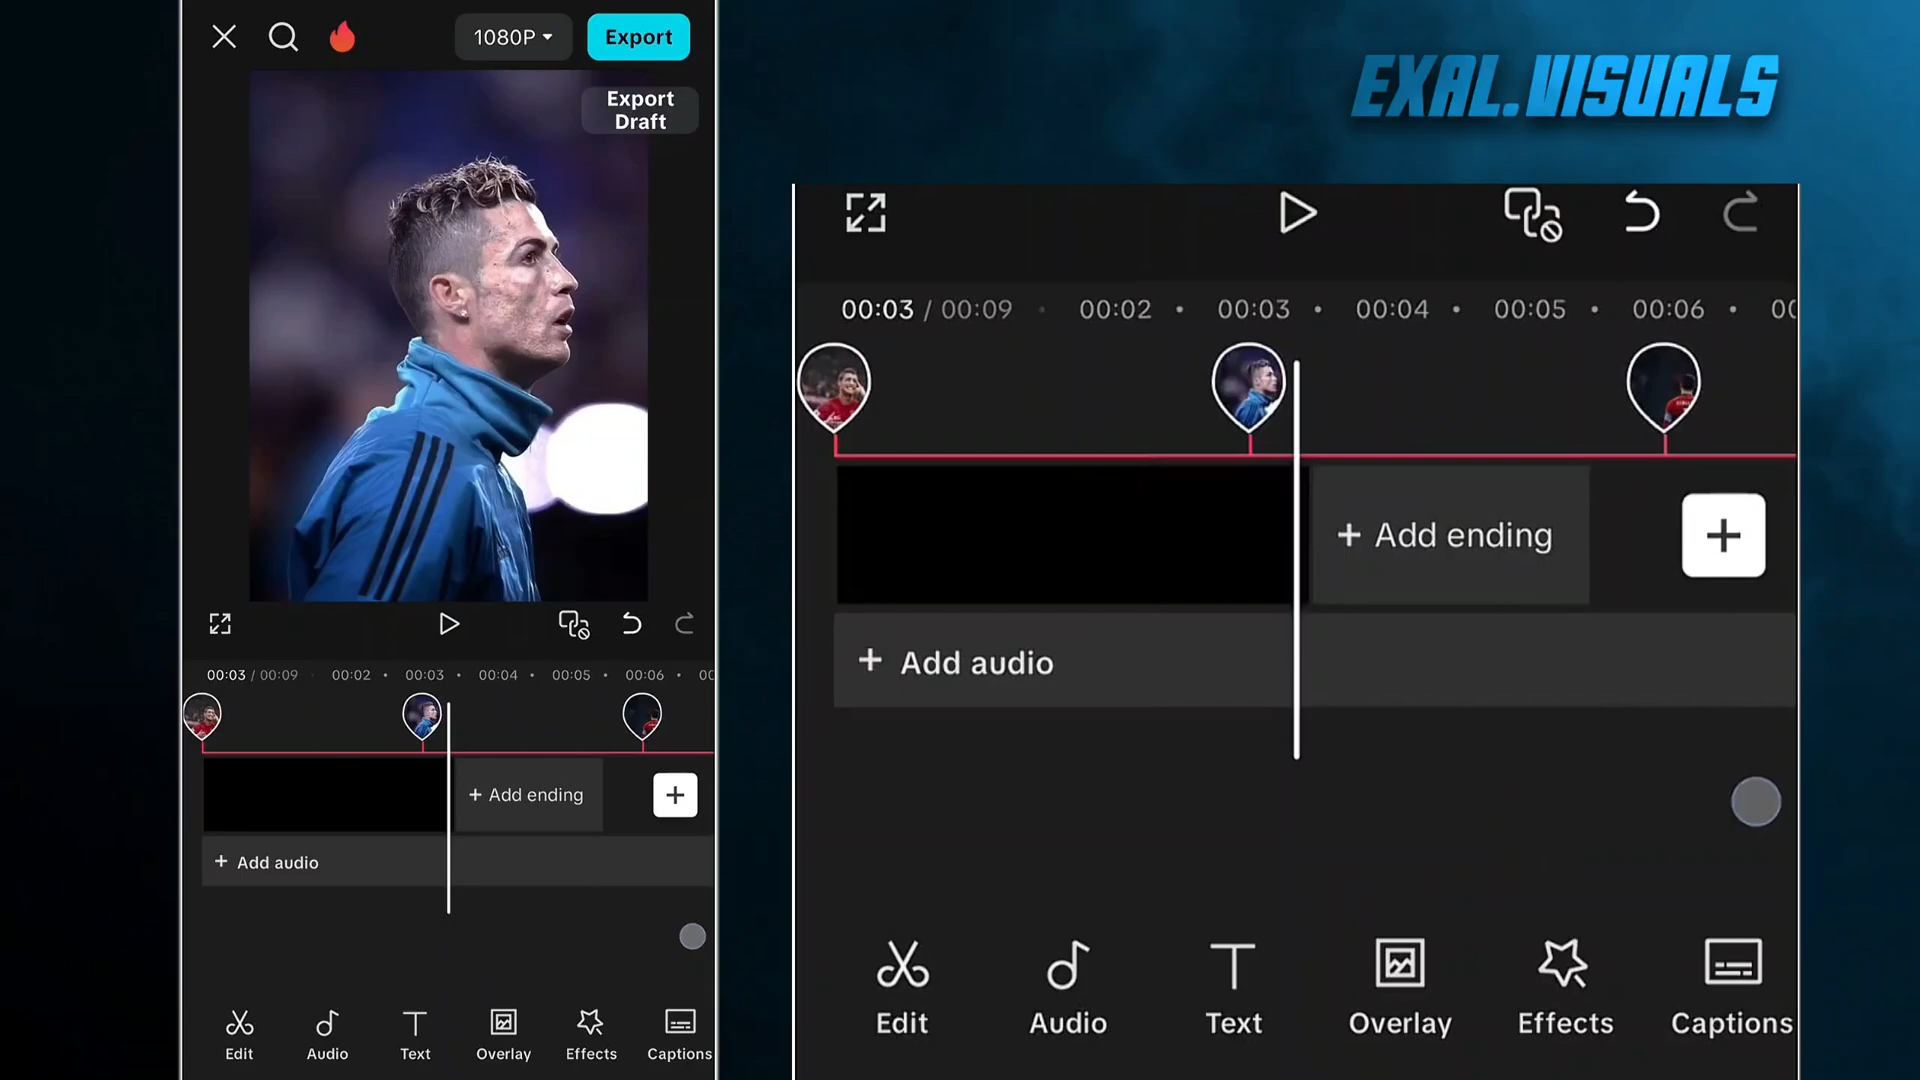 1080P
Export
Export
Draft
EXAL.VISUALS
00:03 / 00:09 00:02 00:03 00:04 00:05 00:06 00
+ Add ending
+ Add audio
Edit Audio Text Overlay Effects Captions
00:03 / 00:09 00:02 00:03 00:04 00:05 00:06 00
+ Add ending
+ Add audio
Edit Audio Text Overlay Effects Captions